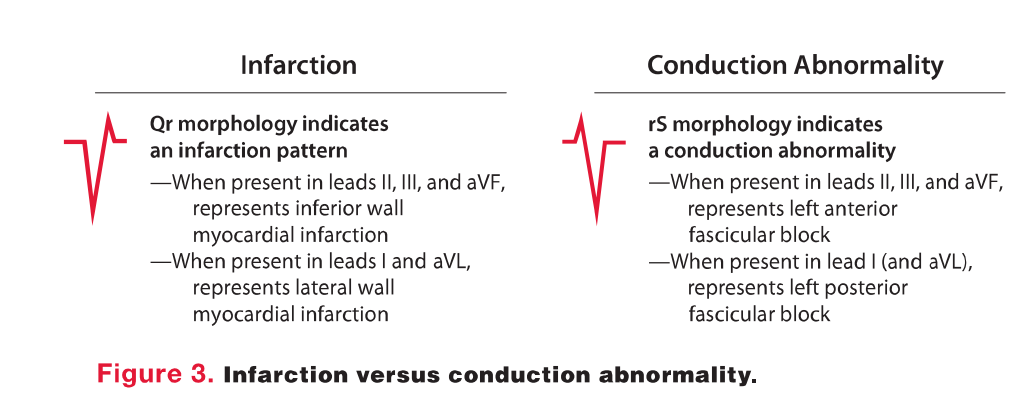 Infarction
Qr morphology indicates
an infarction pattern
—When present in leads II, III, and aVF,
represents inferior wall
myocardial infarction
—When present in leads I and aVL,
represents lateral wall
myocardial infarction
Conduction Abnormality
rS morphology indicates
a conduction abnormality
—When present in leads II, III, and aVF,
represents left anterior
fascicular block
—When present in lead I (and aVL),
represents left posterior
fascicular block
Figure 3. Infarction versus conduction abnormality.